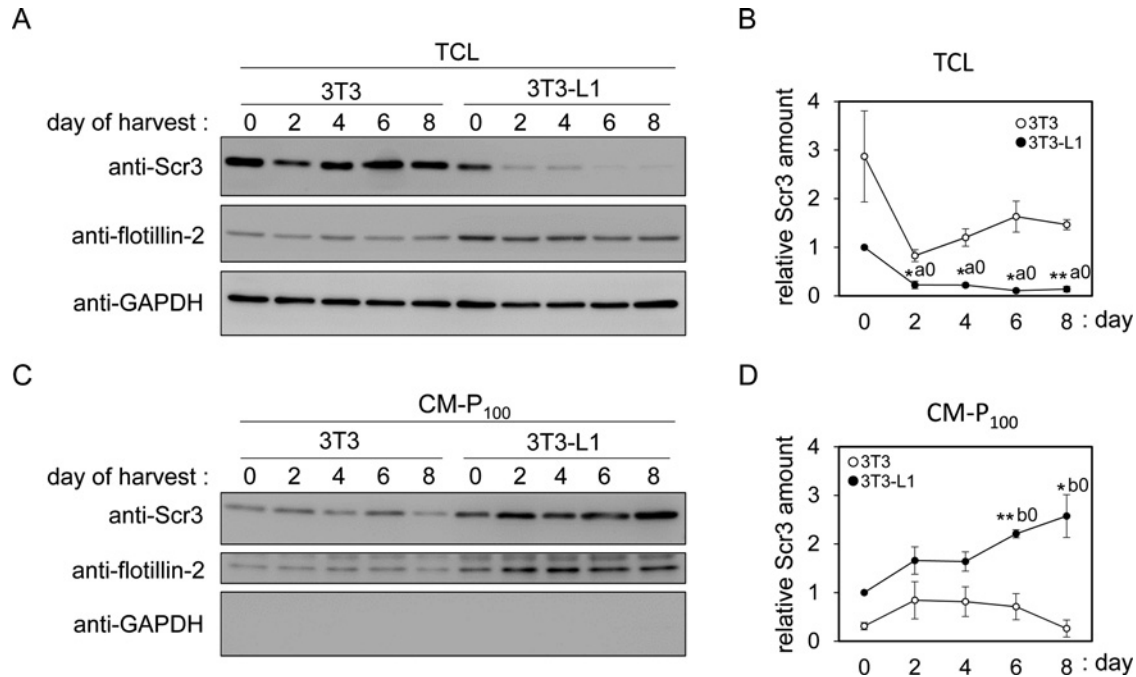 A
TCL
3T3 3T3-L1
day of harvest : 0 2 4 6 8 0 2 4 6 8
anti-Scr3
anti-flotillin-2
anti-GAPDH
B
TCL
relative Scr3 amount
4
3
2
1
0
3T3
3T3-L1
*a0 *a0 *a0 **a0
0 2 4 6 8 : day
C
CM-P₁₀₀
3T3 3T3-L1
day of harvest : 0 2 4 6 8 0 2 4 6 8
anti-Scr3
anti-flotillin-2
anti-GAPDH
D
CM-P₁₀₀
relative Scr3 amount
4
3
2
1
0
3T3
3T3-L1
**b0 *b0
0 2 4 6 8 : day